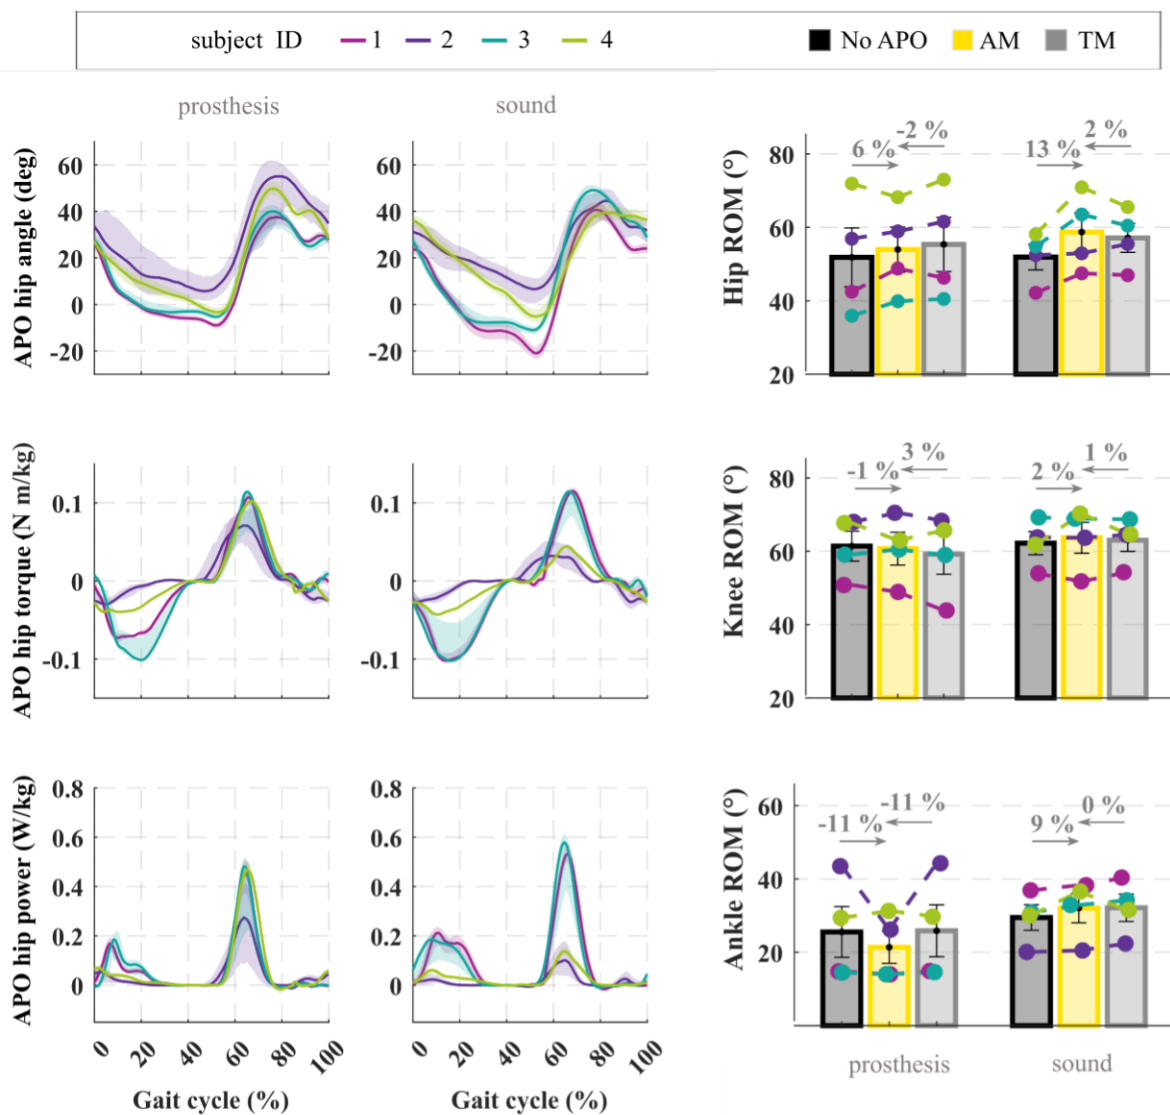 subject ID 1 2 3 4 No APO AM TM
prosthesis sound
APO hip angle (deg)
60
40
20
0
-20
60
40
20
0
-20
Hip ROM (°)
80
60
40
20
6 % -2 % 13 % 2 %
APO hip torque (N m/kg)
0.1
0
-0.1
0.1
0
-0.1
Knee ROM (°)
80
60
40
20
-1 % 3 % 2 % 1 %
APO hip power (W/kg)
0.8
0.6
0.4
0.2
0
0.8
0.6
0.4
0.2
0
Ankle ROM (°)
60
40
20
-11 % -11 % 9 % 0 %
0 20 40 60 80 100 0 20 40 60 80 100
prosthesis sound
Gait cycle (%) Gait cycle (%)